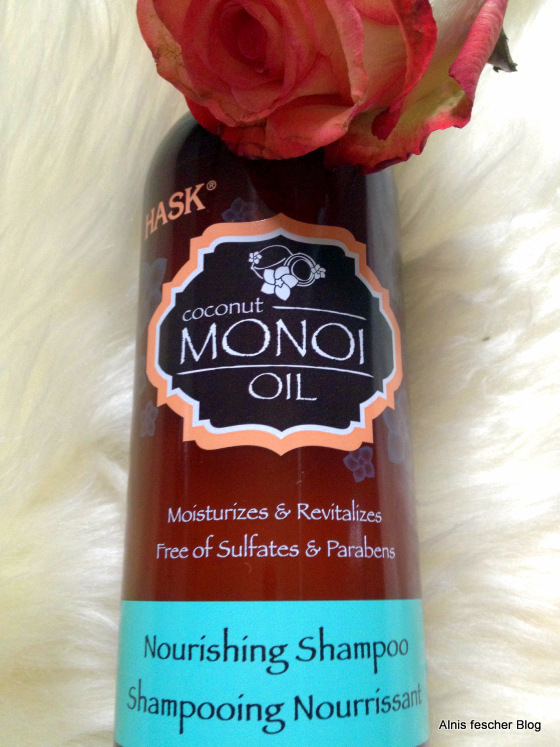 HASK®
coconut
MONOI
OIL
Moisturizes & Revitalizes
Free of Sulfates & Parabens
Nourishing Shampoo
Shampooing Nourrissant
Alnis fescher Blog